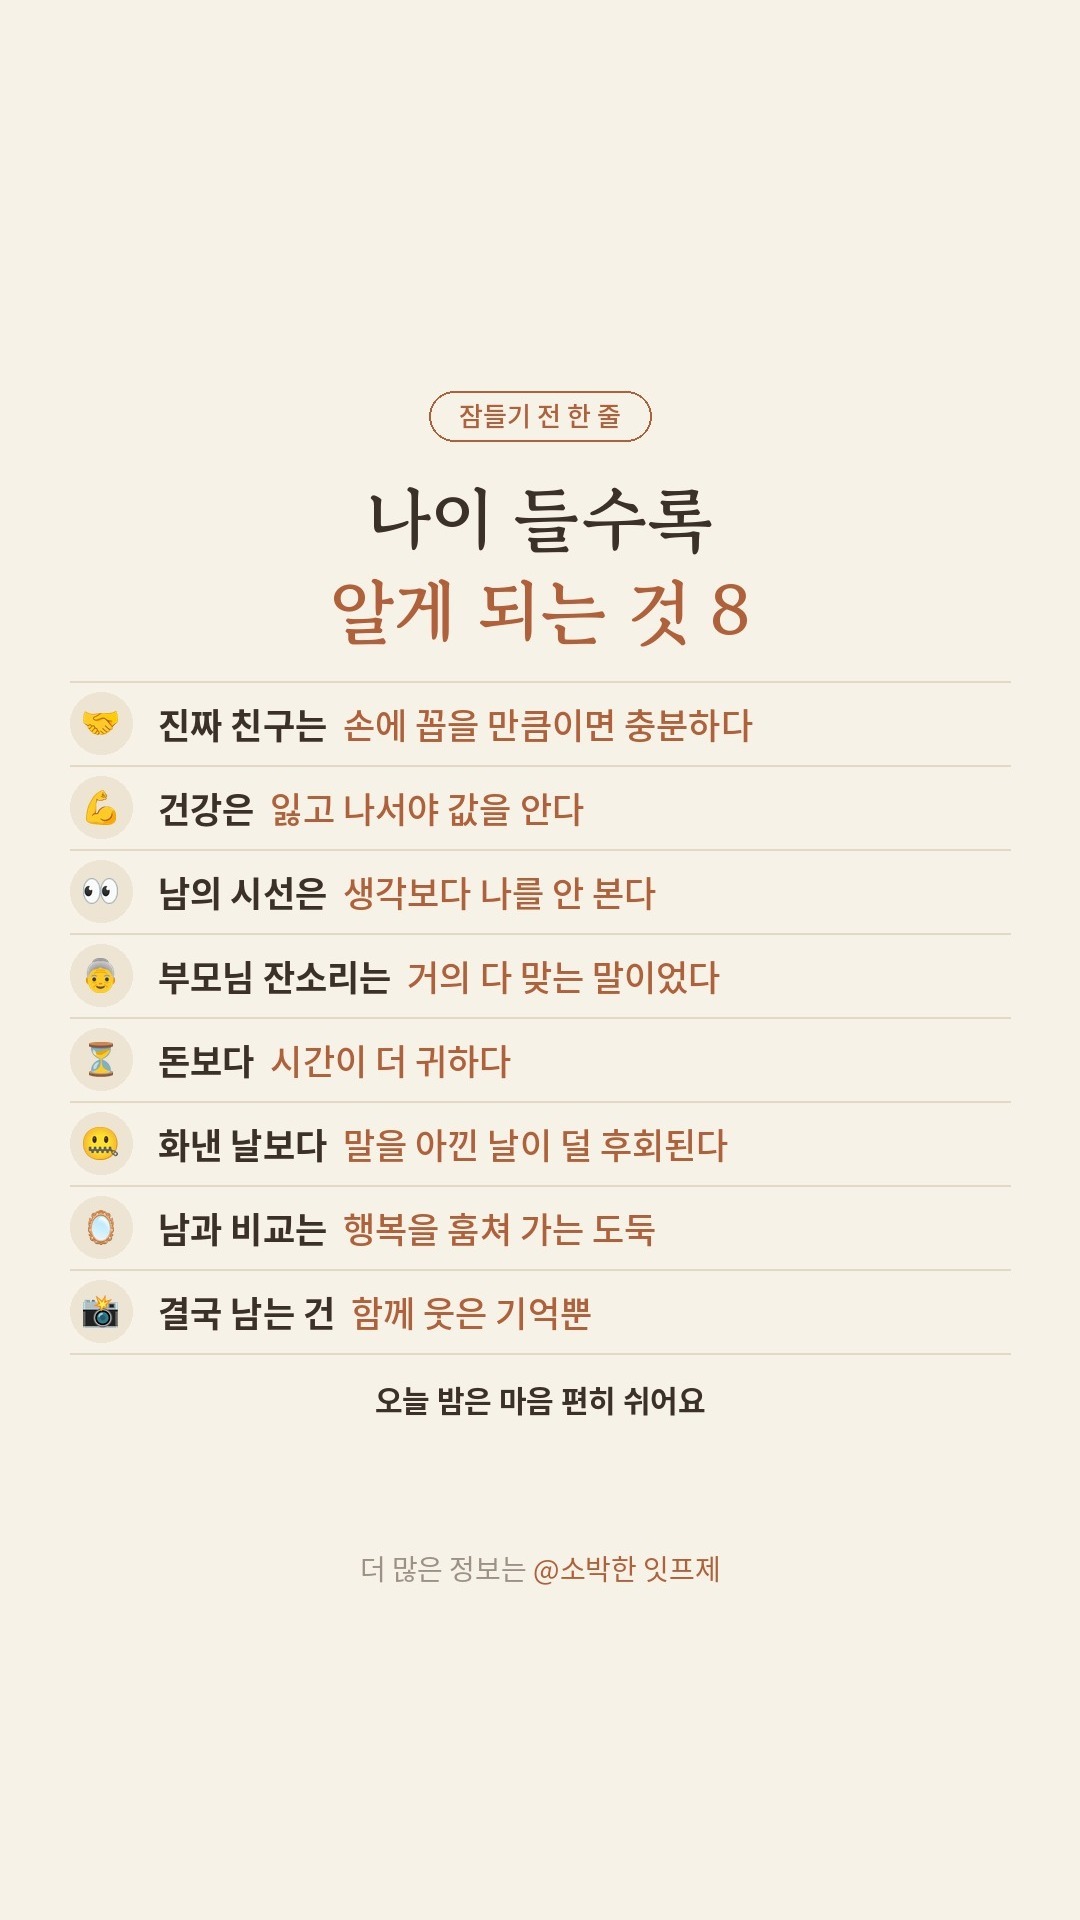 잠들기 전 한 줄
나이 들수록
알게 되는 것 8
진짜 친구는 손에 꼽을 만큼이면 충분하다
건강은 잃고 나서야 값을 안다
남의 시선은 생각보다 나를 안 본다
부모님 잔소리는 거의 다 맞는 말이었다
돈보다 시간이 더 귀하다
화낸 날보다 말을 아낀 날이 덜 후회된다
남과 비교는 행복을 훔쳐 가는 도둑
결국 남는 건 함께 웃은 기억뿐
오늘 밤은 마음 편히 쉬어요
더 많은 정보는 @소박한 잇프제